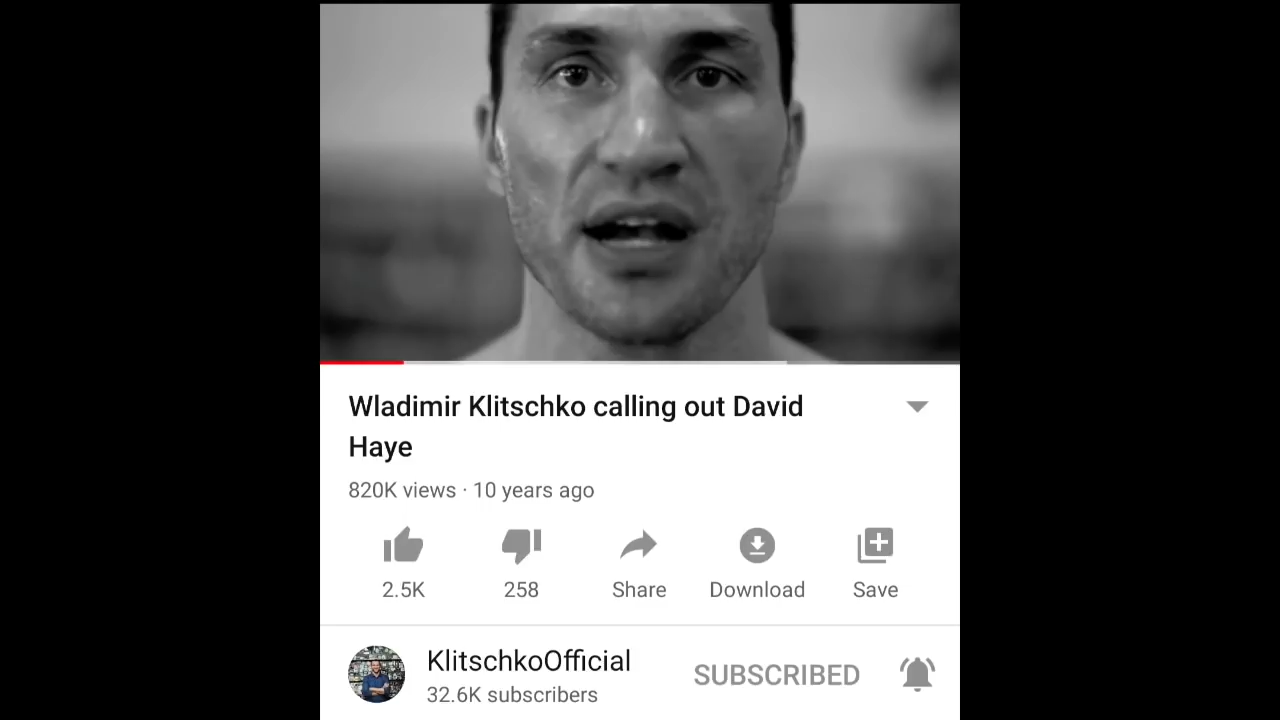 Wladimir Klitschko calling out David
Haye
820K views · 10 years ago
2.5K
258
Share
Download
Save
KlitschkoOfficial
32.6K subscribers
SUBSCRIBED